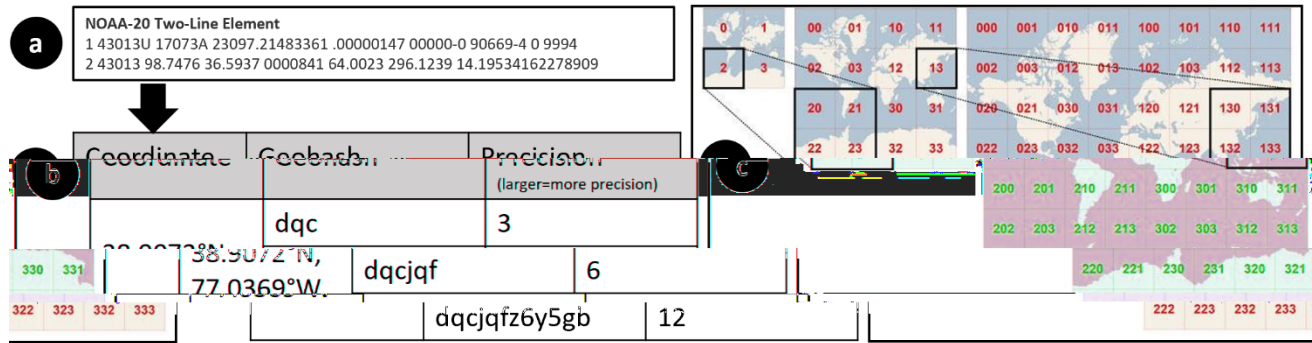 a
NOAA-20 Two-Line Element
1 43013U 17073A 23097.21483361 .00000147 00000-0 90669-4 0 9994
2 43013 98.7476 36.5937 0000841 64.0023 296.1239 14.19534162278909
b
Coordinate Geohash Precision
(larger=more precision)
dqc 3
38.9072°N,
77.0369°W.
dqcjqf 6
dqcjqfz6y5gb 12
c
0 1
2 3
00 01 10 11
02 03 12 13
20 21 30 31
22 23 32 33
000 001 010 011 100 101 110 111
002 003 012 013 102 103 112 113
020 021 030 031 120 121 130 131
022 023 032 033 122 123 132 133
200 201 210 211 300 301 310 311
202 203 212 213 302 303 312 313
220 221 230 231 320 321
330 331
222 223 232 233
322 323 332 333